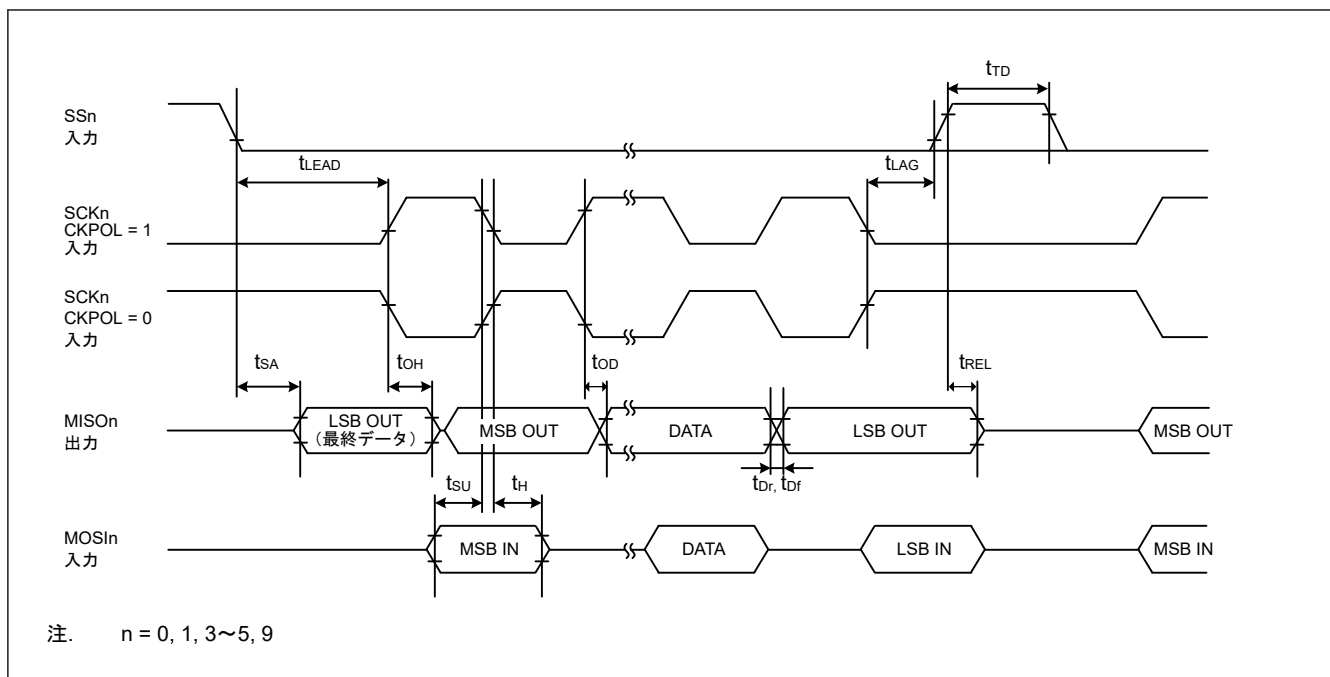 tTD
SSn
入力
tLEAD
tLAG
SCKn
CKPOL = 1
入力
SCKn
CKPOL = 0
入力
tSA
tOH
tOD
tREL
MISOn
出力
LSB OUT
(最終データ)
MSB OUT
DATA
LSB OUT
MSB OUT
tSU
tH
tDr, tDf
MOSIn
入力
MSB IN
DATA
LSB IN
MSB IN
注. n = 0, 1, 3～5, 9